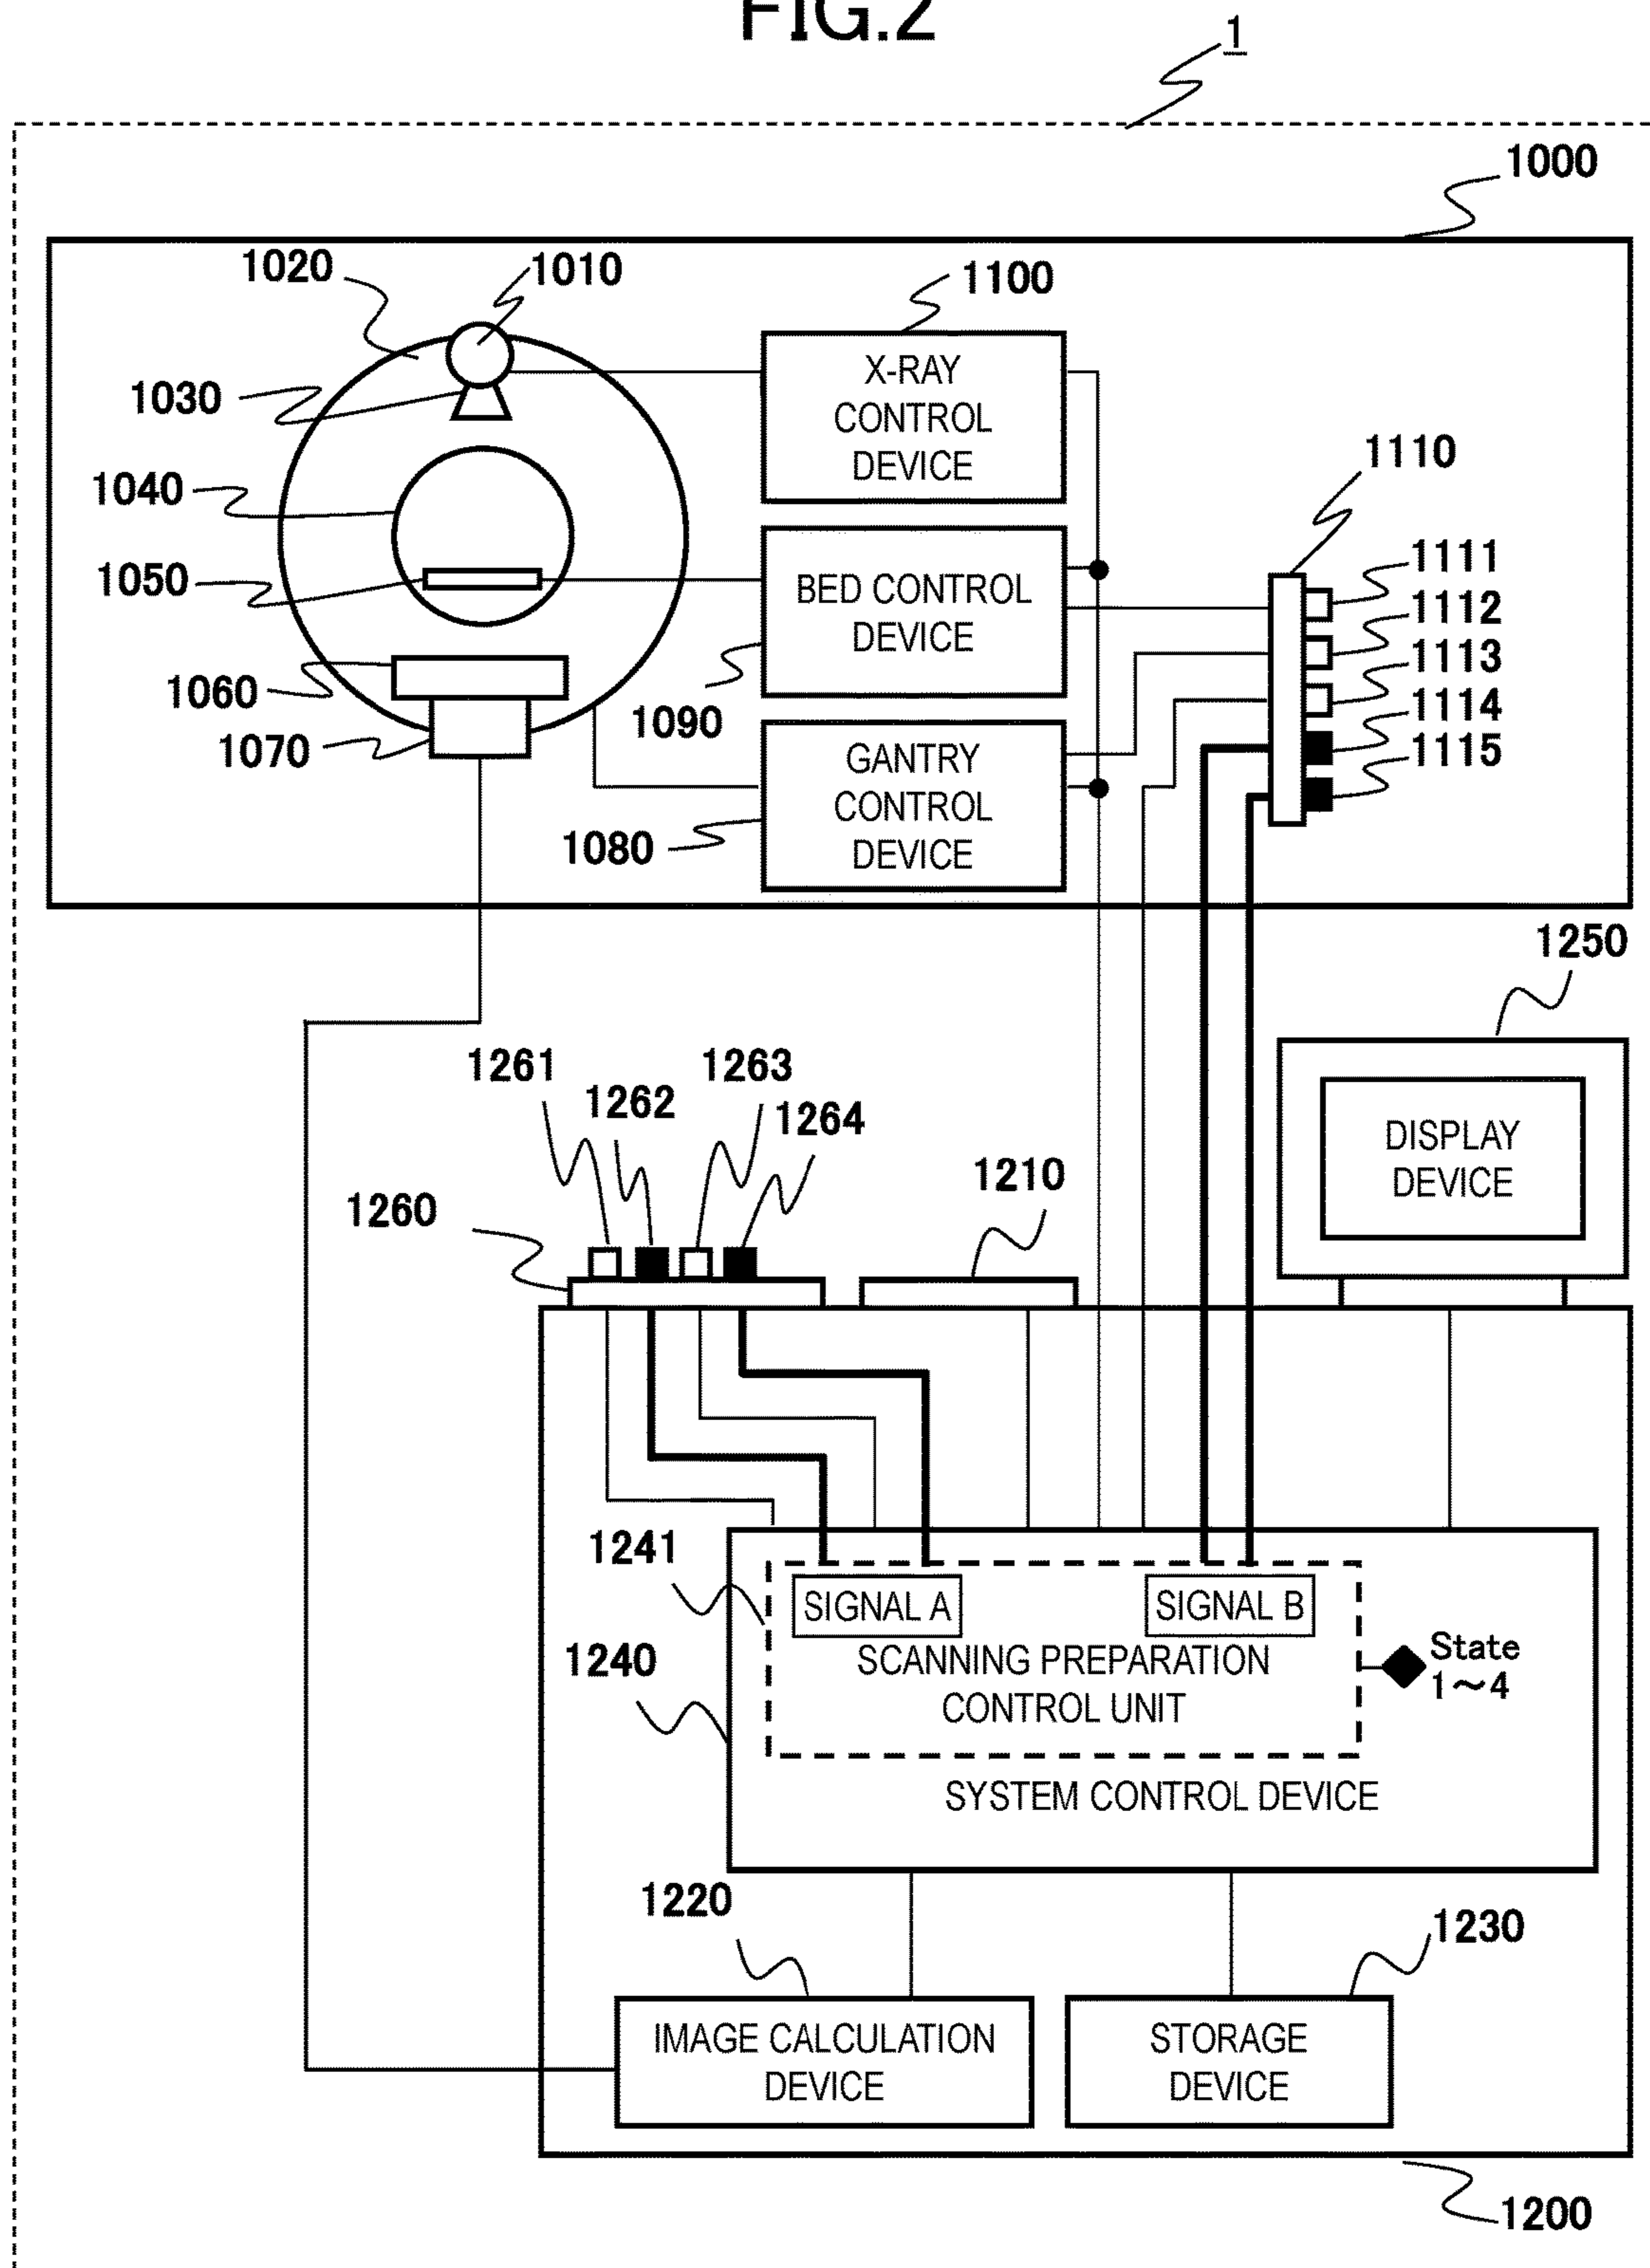 FIG.2
1
1000
1020
1010
1100
1030
X-RAY
CONTROL
DEVICE
1110
1040
1111
1050
BED CONTROL
DEVICE
1112
1113
1060
1114
1090
1070
GANTRY
CONTROL
DEVICE
1115
1080
1250
1261
1263
1262
1264
DISPLAY
DEVICE
1210
1260
1241
SIGNAL A
SIGNAL B
SCANNING PREPARATION
CONTROL UNIT
State
1～4
1240
SYSTEM CONTROL DEVICE
1220
1230
IMAGE CALCULATION
DEVICE
STORAGE
DEVICE
1200